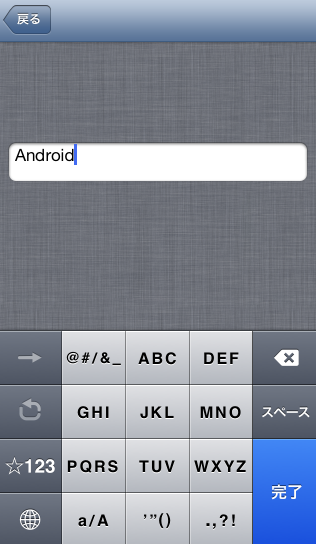 戻る
Android
@#/&_ ABC DEF
GHI JKL MNO スペース
☆123 PQRS TUV WXYZ
a/A '"() .,?! 完了